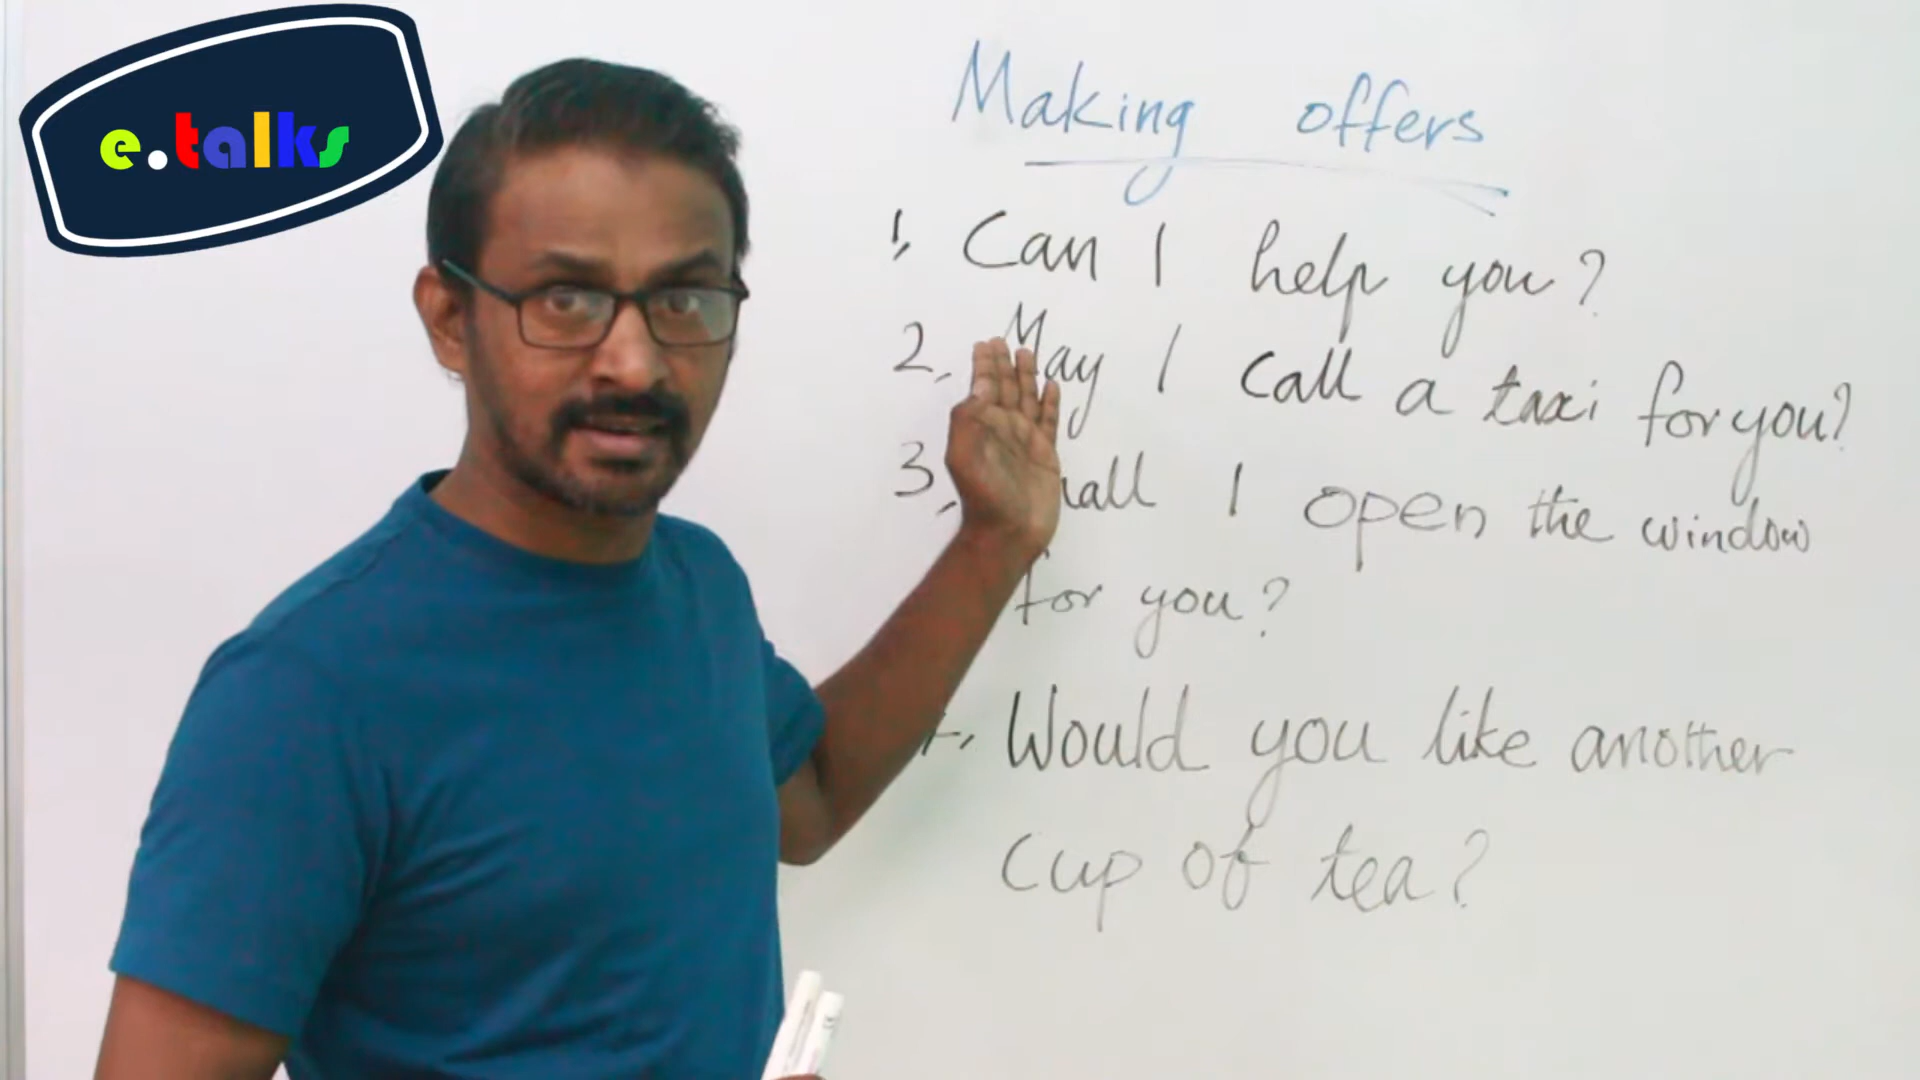 e.talks
Making offers
1, Can I help you?
2, May I call a taxi for you?
3, hall I open the window
for you?
Would you like another
cup of tea?